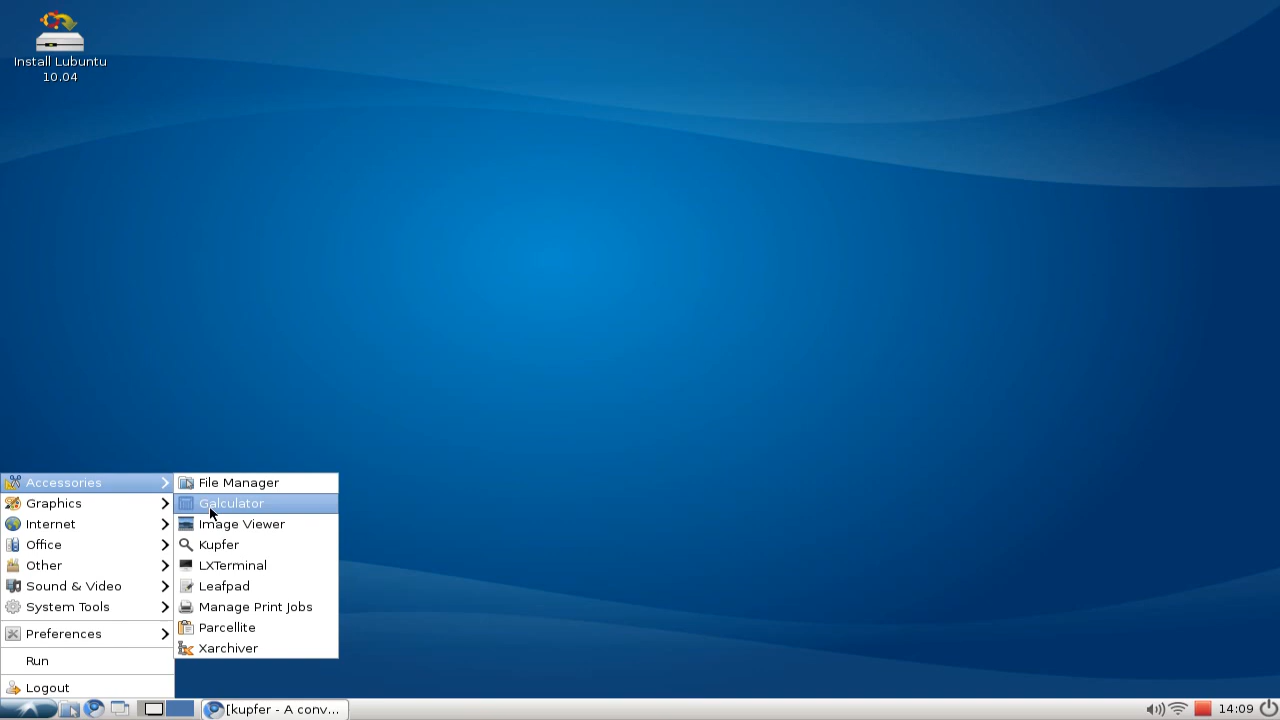 Install Lubuntu
10.04
Accessories
Graphics
Internet
Office
Other
Sound & Video
System Tools
Preferences
Run
Logout
File Manager
Galculator
Image Viewer
Kupfer
LXTerminal
Leafpad
Manage Print Jobs
Parcellite
Xarchiver
[kupfer - A conv...
14:09